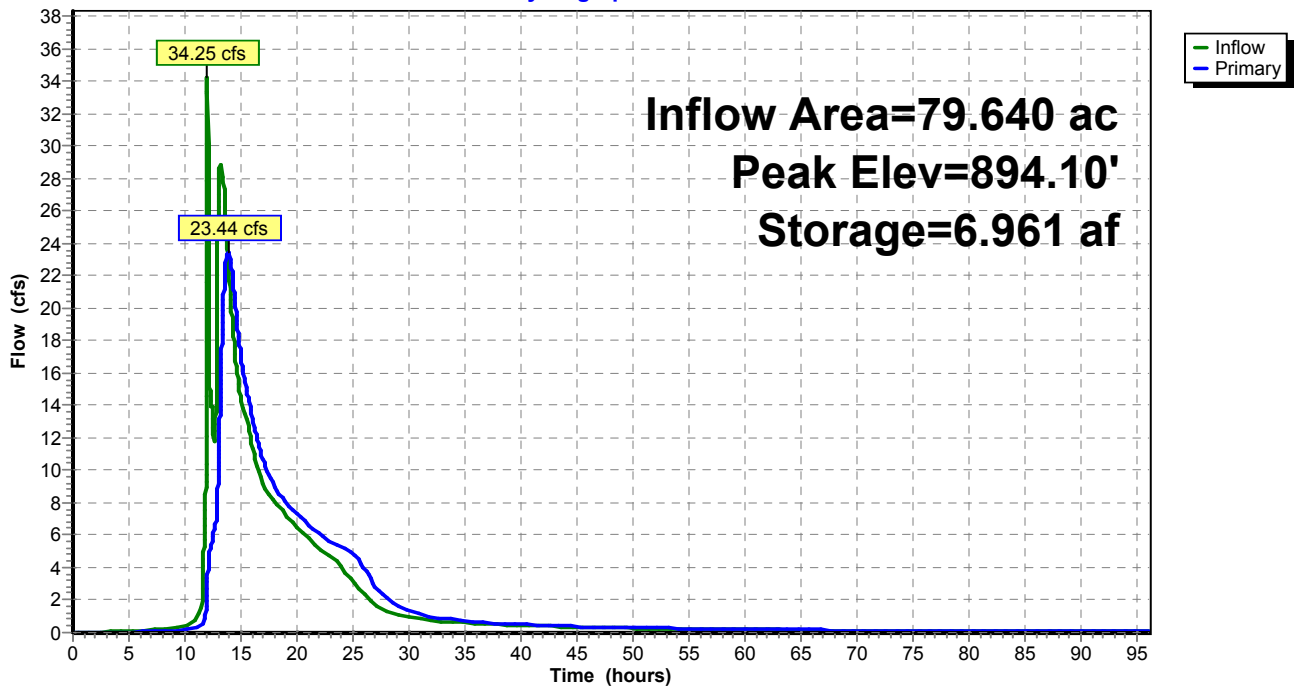 34.25 cfs
23.44 cfs
Inflow Area=79.640 ac
Peak Elev=894.10'
Storage=6.961 af
Inflow
Primary
Flow (cfs)
38
36
34
32
30
28
26
24
22
20
18
16
14
12
10
8
6
4
2
0
0 5 10 15 20 25 30 35 40 45 50 55 60 65 70 75 80 85 90 95
Time (hours)